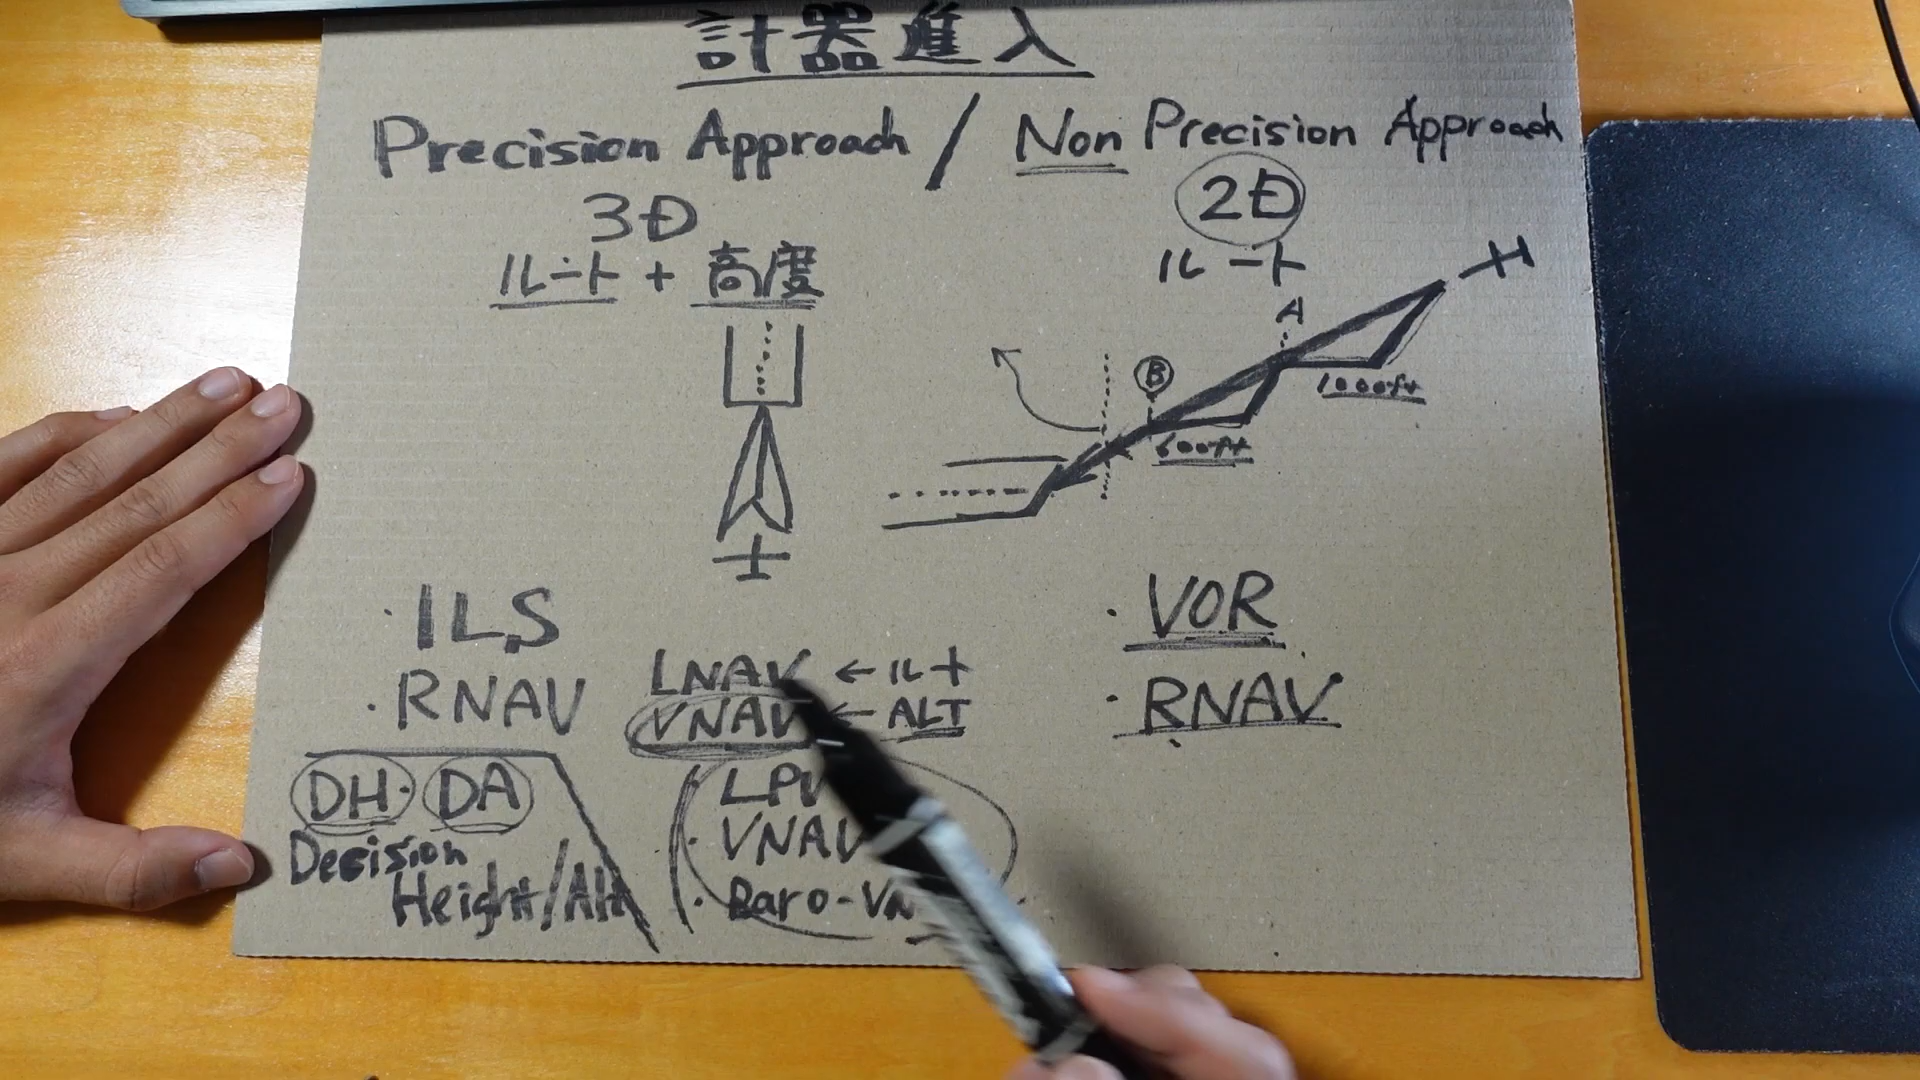 計器進入
Precision Approach / Non Precision Approach
3D
ルート + 高度
2D
ルート
A
1000ft
B
600ft
・ILS
・RNAV
LNAV ← ルート
VNAV ← ALT
・VOR
・RNAV
DH・DA
Decision
Height/Alt
・VNAV
・Baro-